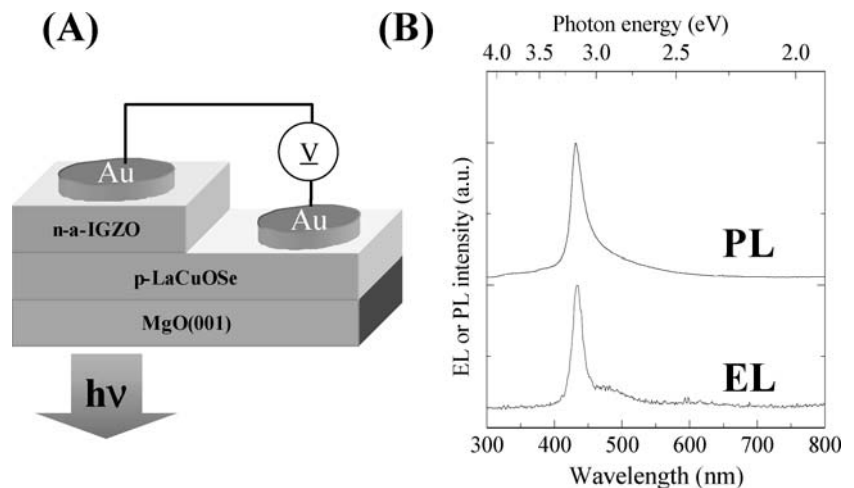 (A)
V
Au
Au
n-a-IGZO
p-LaCuOSe
MgO(001)
hν
(B)
Photon energy (eV)
4.0 3.5 3.0 2.5 2.0
EL or PL intensity (a.u.)
PL
EL
300 400 500 600 700 800
Wavelength (nm)